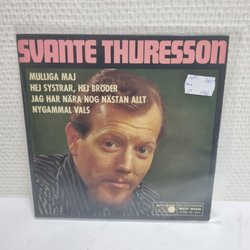 SVANTE THURESSON
MULLIGA MAJ
HEJ SYSTRAR, HEJ BRÖDER
JAG HAR NÄRA NOG NÄSTAN ALLT
NYGAMMAL VALS